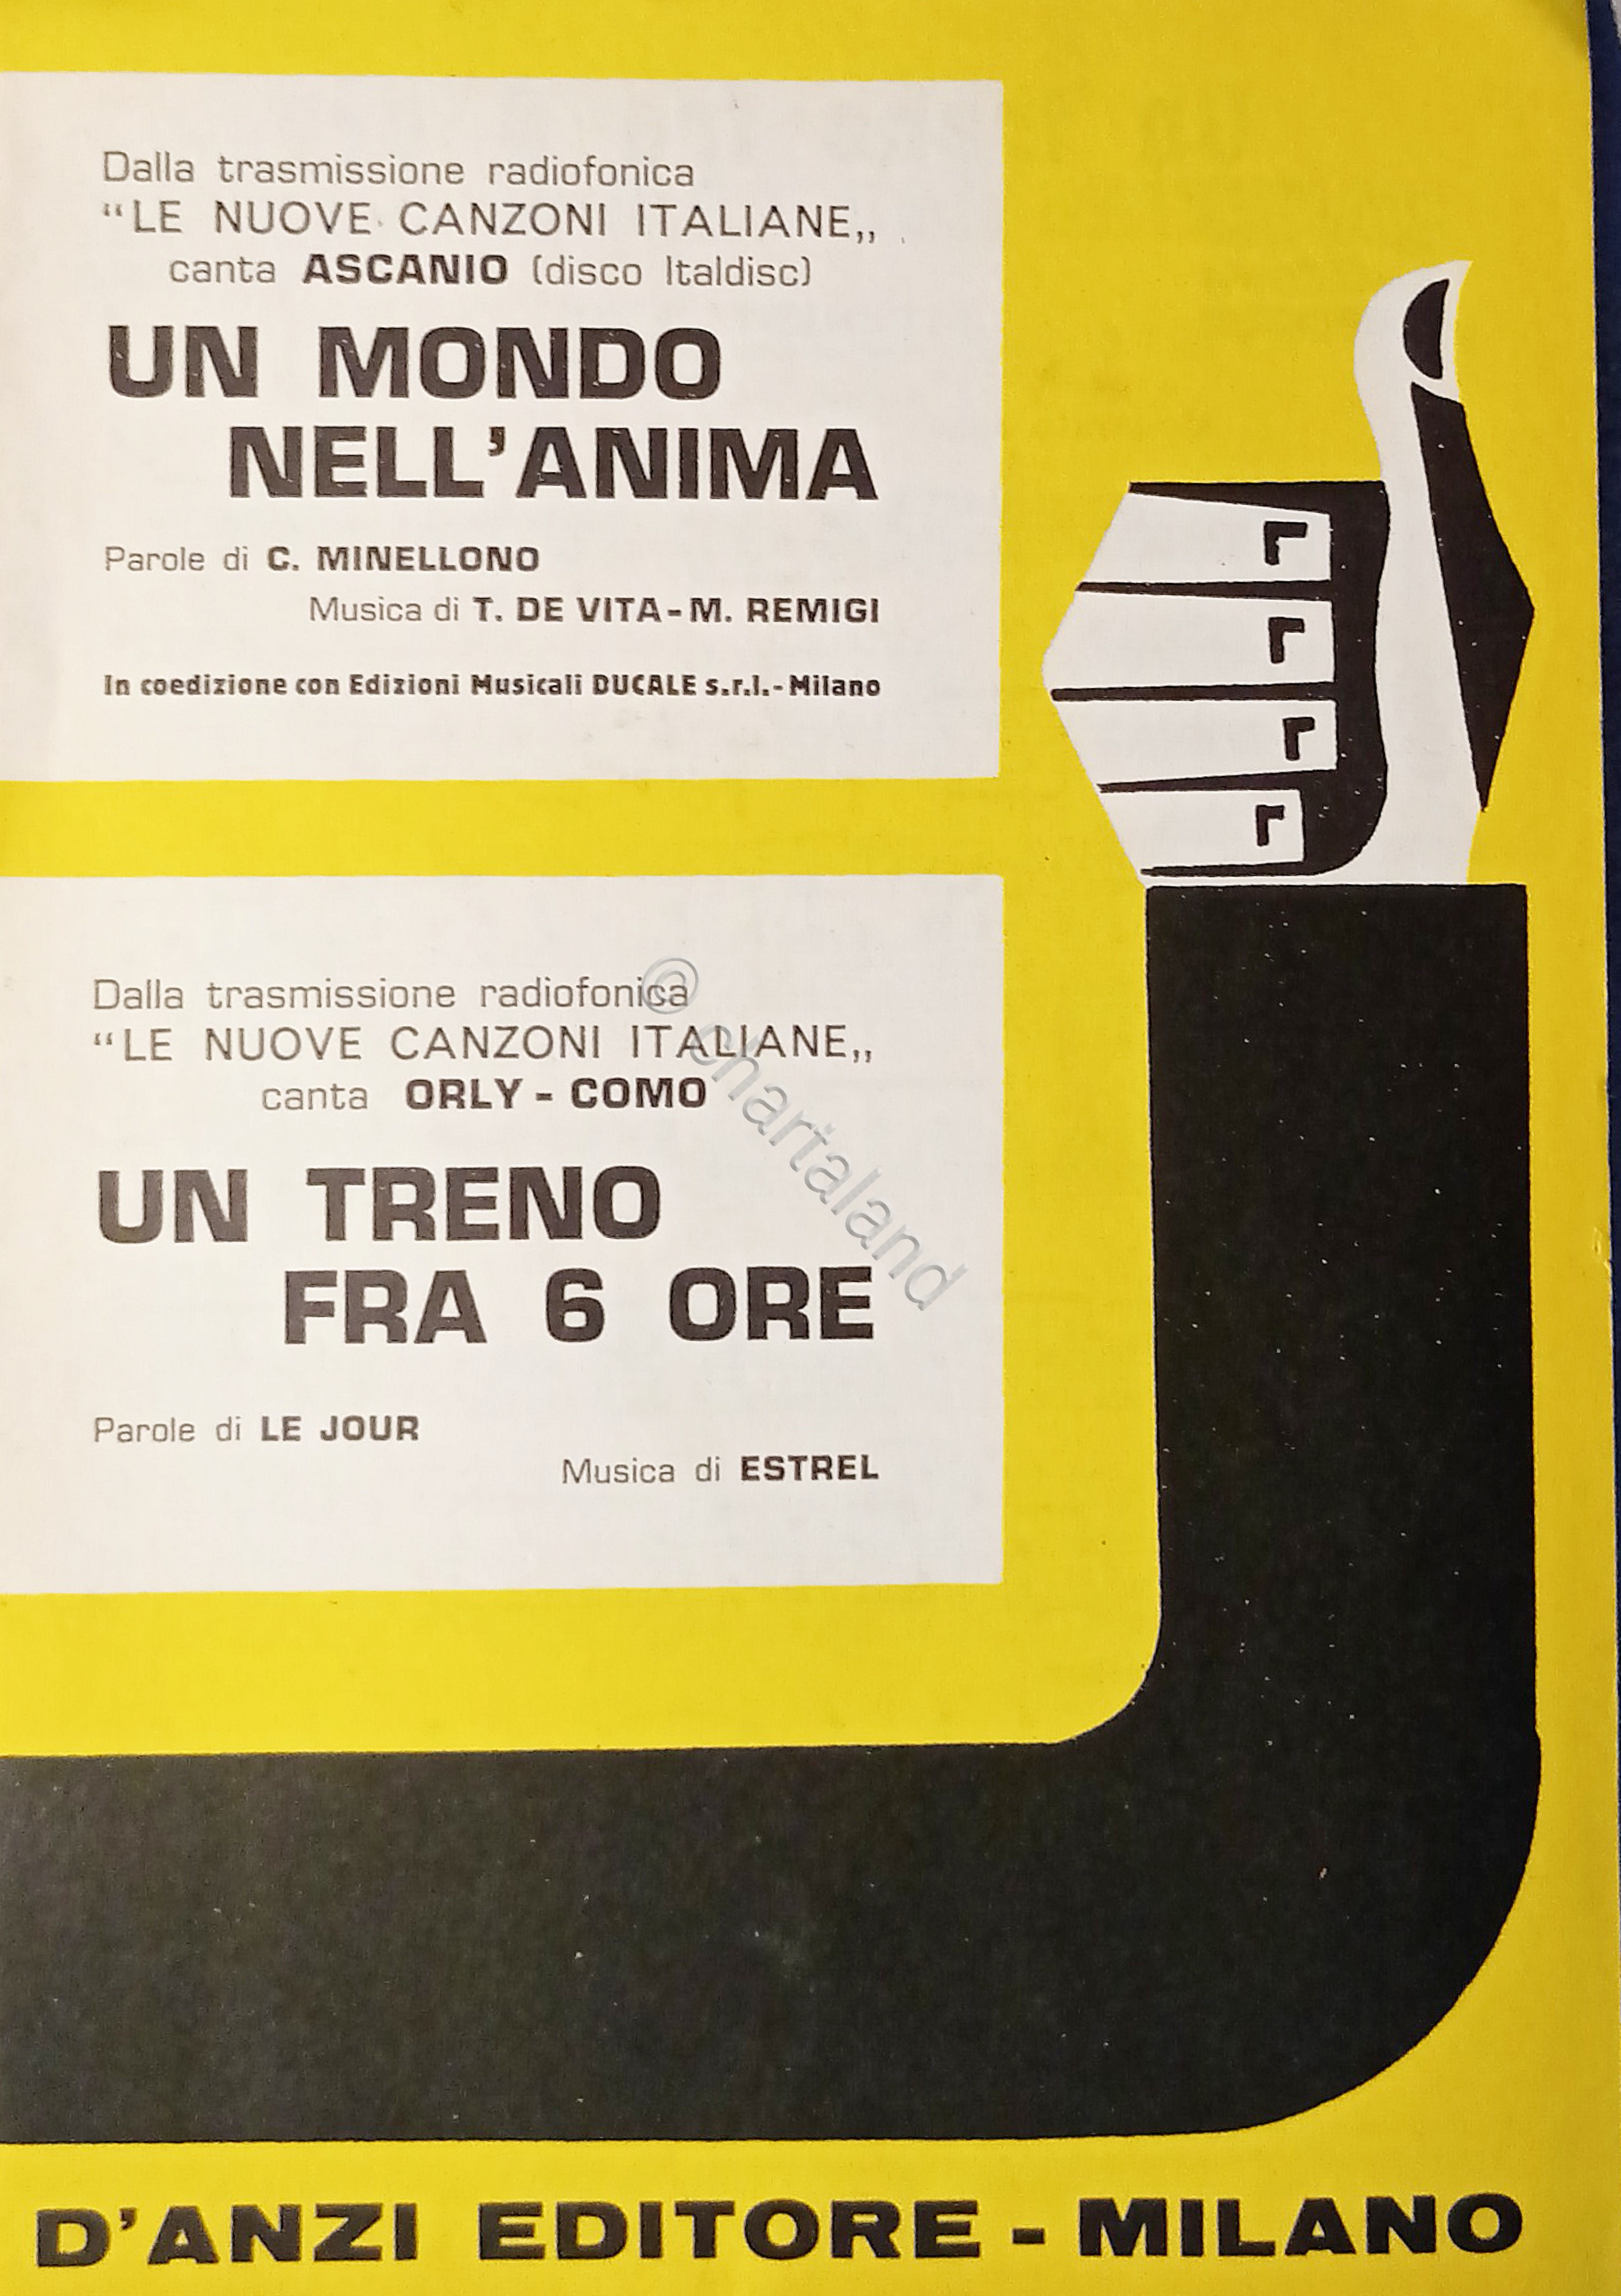 Dalla trasmissione radiofonica
“LE NUOVE CANZONI ITALIANE„
canta ASCANIO (disco Italdisc)
UN MONDO
NELL'ANIMA
Parole di C. MINELLONO
Musica di T. DE VITA - M. REMIGI
In coedizione con Edizioni Musicali DUCALE s.r.l. - Milano
Dalla trasmissione radiofonica
“LE NUOVE CANZONI ITALIANE„
canta ORLY - COMO
UN TRENO
FRA 6 ORE
Parole di LE JOUR
Musica di ESTREL
© chartaland
D'ANZI EDITORE - MILANO